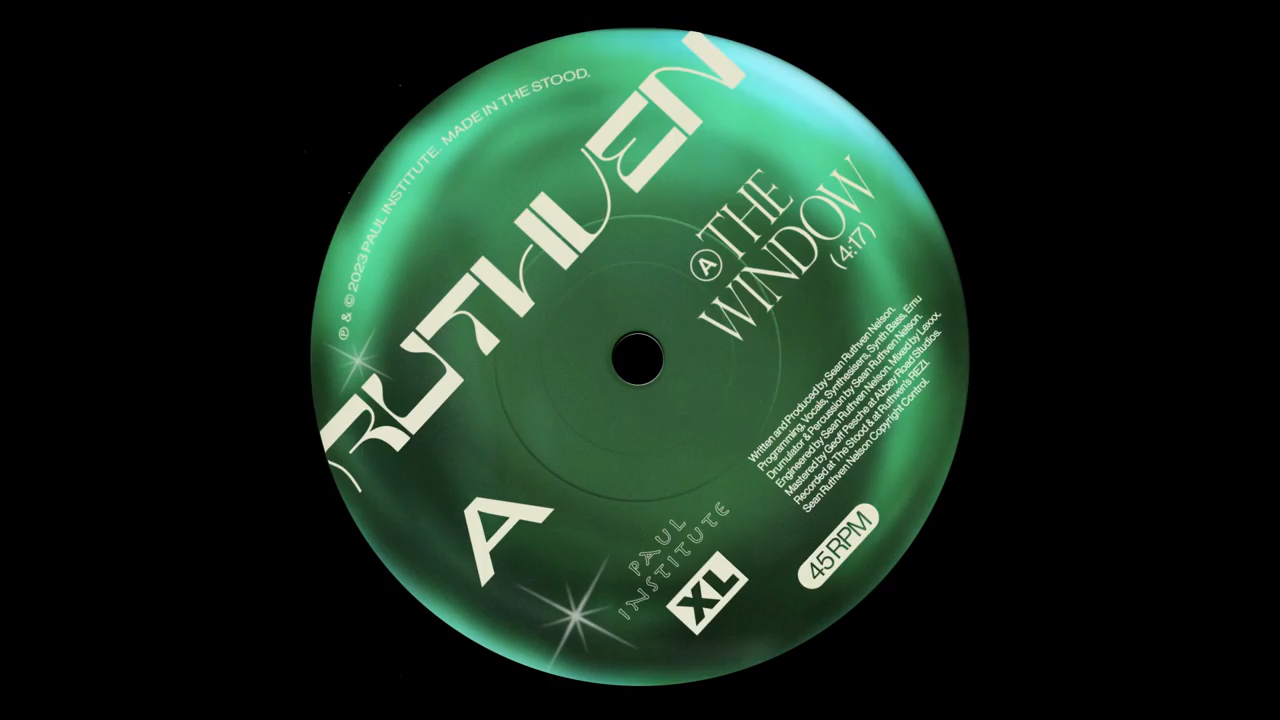 ℗ & © 2023 PAUL INSTITUTE. MADE IN THE STOOD.
RUTHVEN
A THE
WINDOW
(4:17)
Written and Produced by Sean Ruthven Nelson.
Programming, Vocals, Synthesisers, Synth Bass, Emu
Drumulator & Percussion by Sean Ruthven Nelson.
Engineered by Sean Ruthven Nelson. Mixed by Lexxx.
Mastered by Geoff Pesche at Abbey Road Studios.
Recorded at The Stood & at Ruthven's REZI.
Sean Ruthven Nelson Copyright Control.
A
PAUL
INSTITUTE
XL
45 RPM